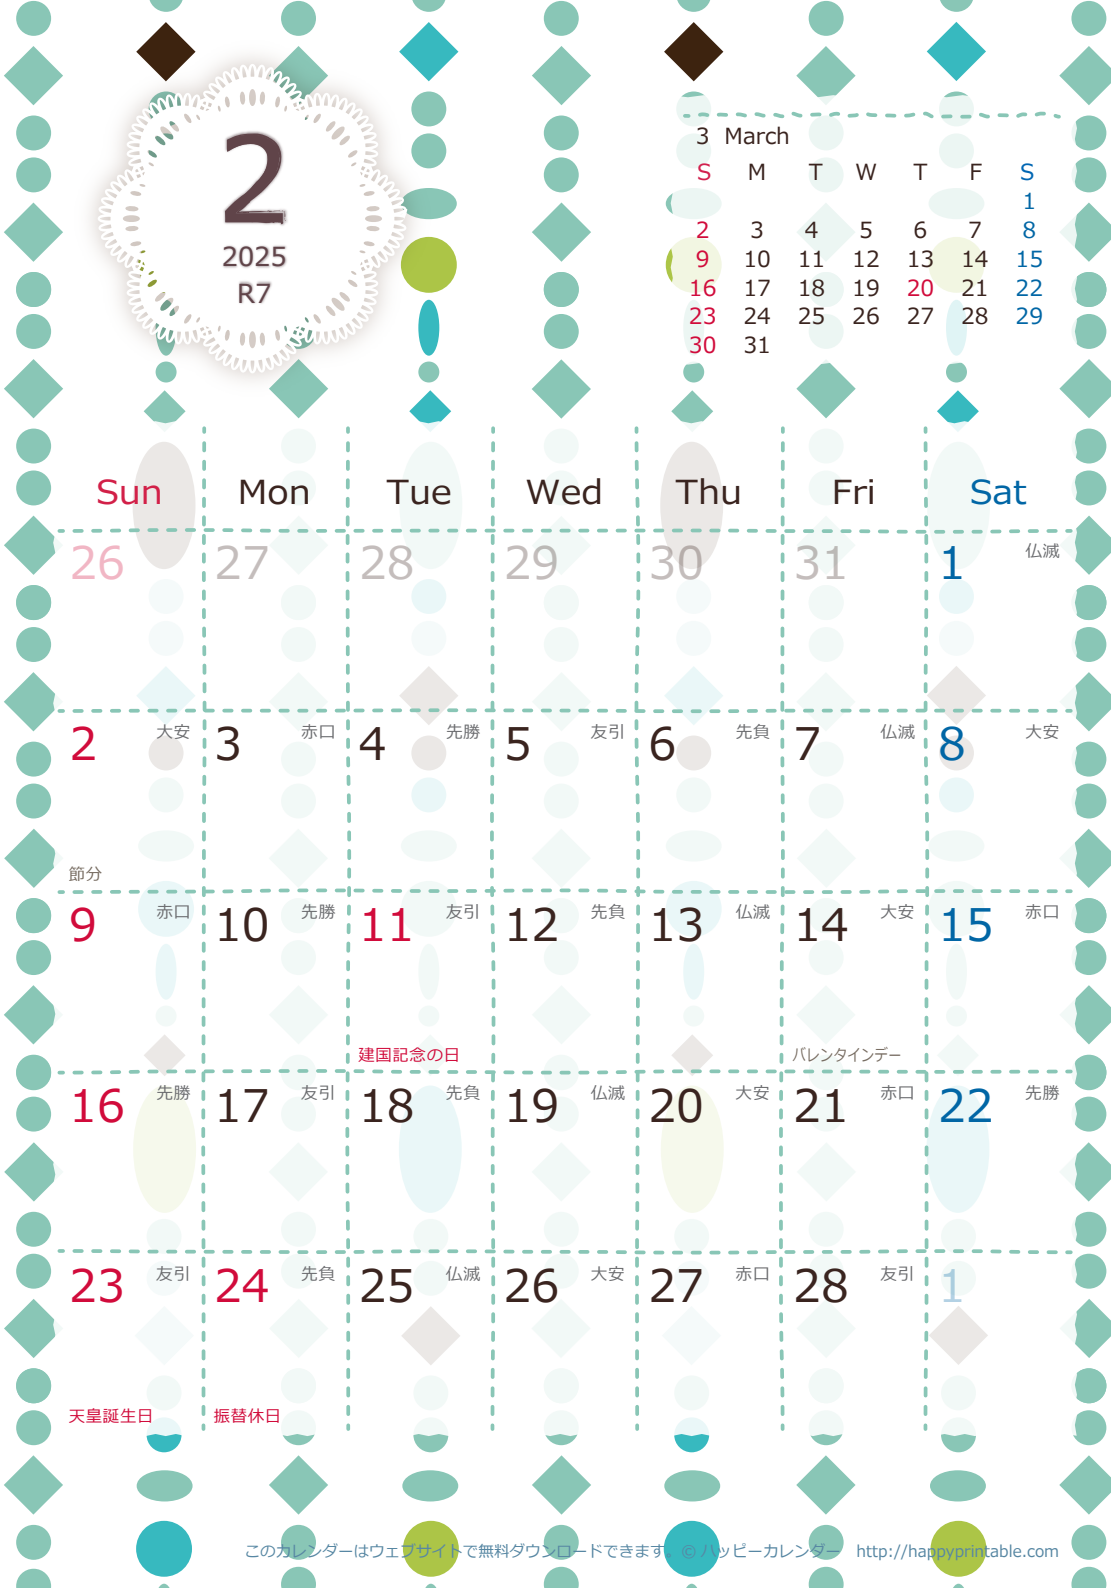 2
2025
R7
3 March
S M T W T F S
1
2 3 4 5 6 7 8
9 10 11 12 13 14 15
16 17 18 19 20 21 22
23 24 25 26 27 28 29
30 31
Sun Mon Tue Wed Thu Fri Sat
26 27 28 29 30 31 1 仏滅
2 大安 3 赤口 4 先勝 5 友引 6 先負 7 仏滅 8 大安
節分
9 赤口 10 先勝 11 友引 12 先負 13 仏滅 14 大安 15 赤口
建国記念の日 バレンタインデー
16 先勝 17 友引 18 先負 19 仏滅 20 大安 21 赤口 22 先勝
23 友引 24 先負 25 仏滅 26 大安 27 赤口 28 友引 1
天皇誕生日 振替休日
このカレンダーはウェブサイトで無料ダウンロードできます。© ハッピーカレンダー http://happyprintable.com